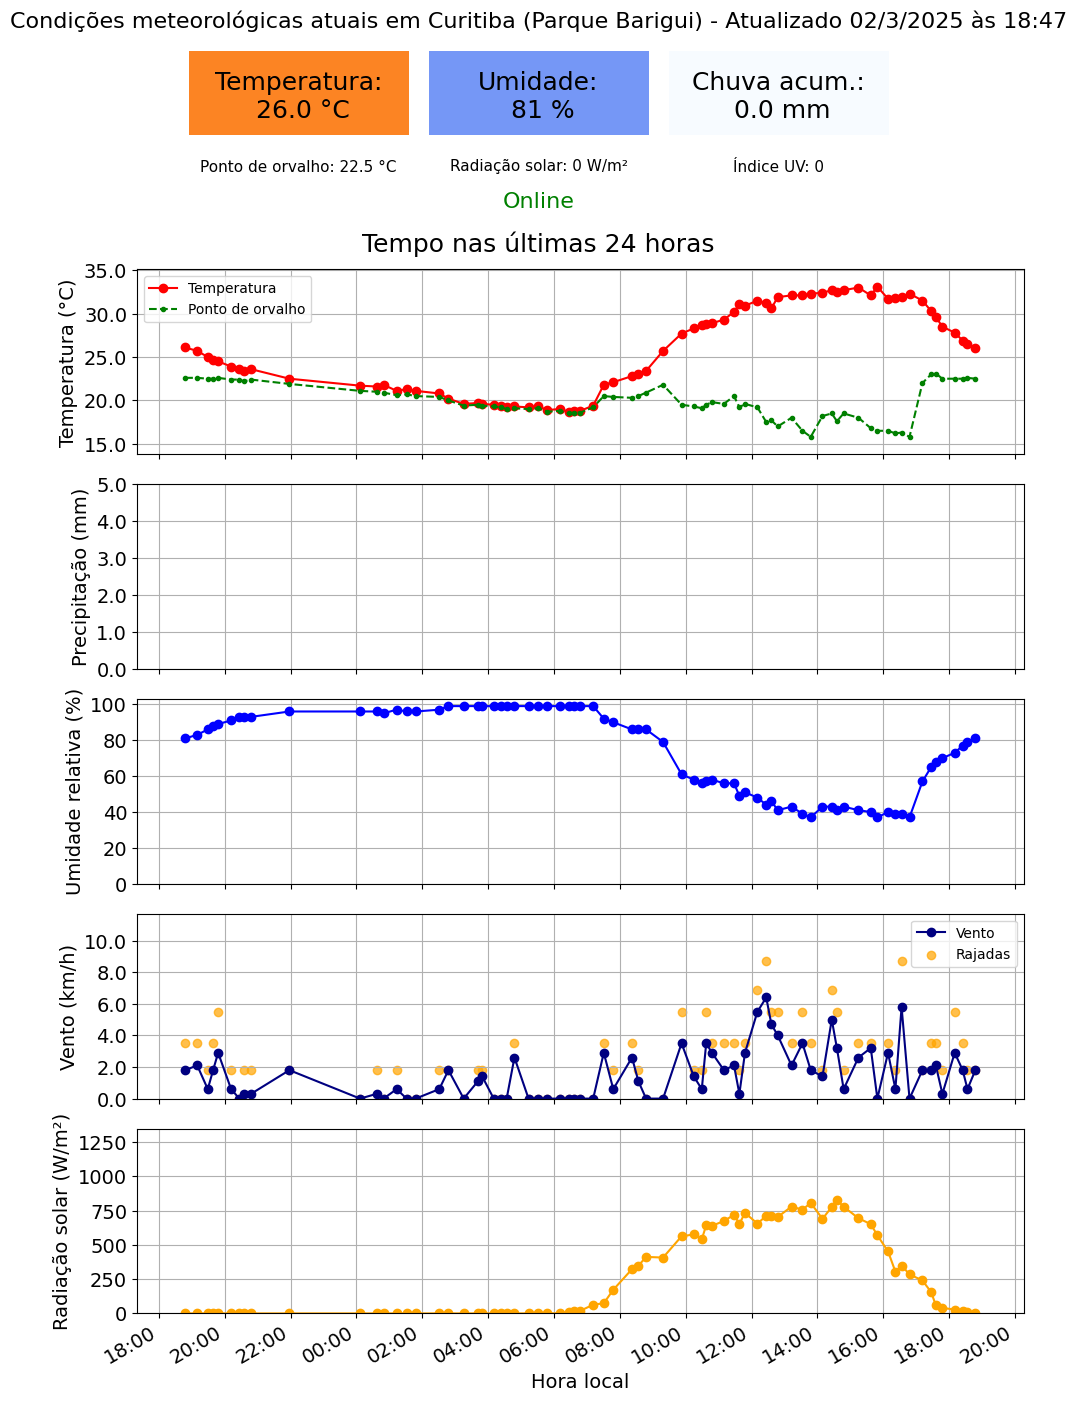 Condições meteorológicas atuais em Curitiba (Parque Barigui) - Atualizado 02/3/2025 às 18:47
Temperatura:
26.0 °C
Umidade:
81 %
Chuva acum.:
0.0 mm
Ponto de orvalho: 22.5 °C
Radiação solar: 0 W/m²
Índice UV: 0
Online
Tempo nas últimas 24 horas
Temperatura (°C)
35.0
30.0
25.0
20.0
15.0
Temperatura
Ponto de orvalho
Precipitação (mm)
5.0
4.0
3.0
2.0
1.0
0.0
Umidade relativa (%)
100
80
60
40
20
0
Vento (km/h)
10.0
8.0
6.0
4.0
2.0
0.0
Vento
Rajadas
Radiação solar (W/m²)
1250
1000
750
500
250
0
18:00 20:00 22:00 00:00 02:00 04:00 06:00 08:00 10:00 12:00 14:00 16:00 18:00 20:00
Hora local